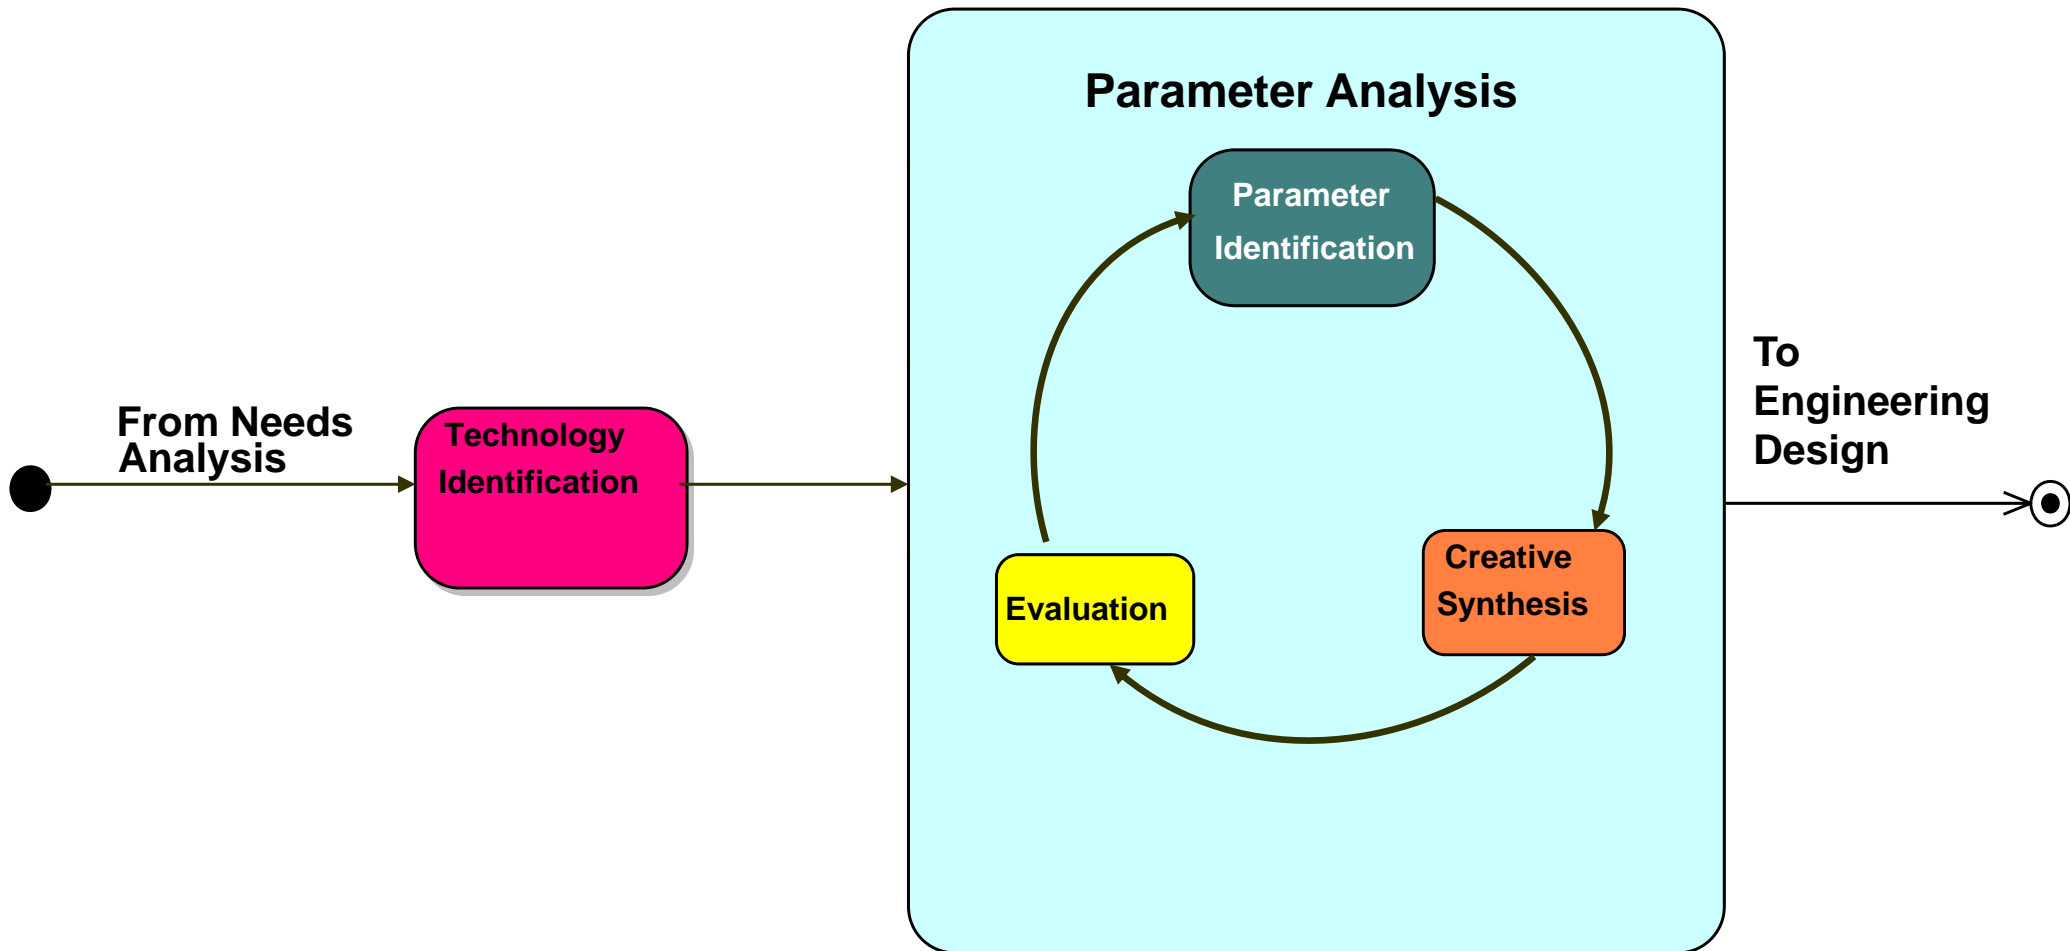 Parameter Analysis
Parameter
Identification
To
Engineering
Design
From Needs
Analysis
Technology
Identification
Creative
Synthesis
Evaluation